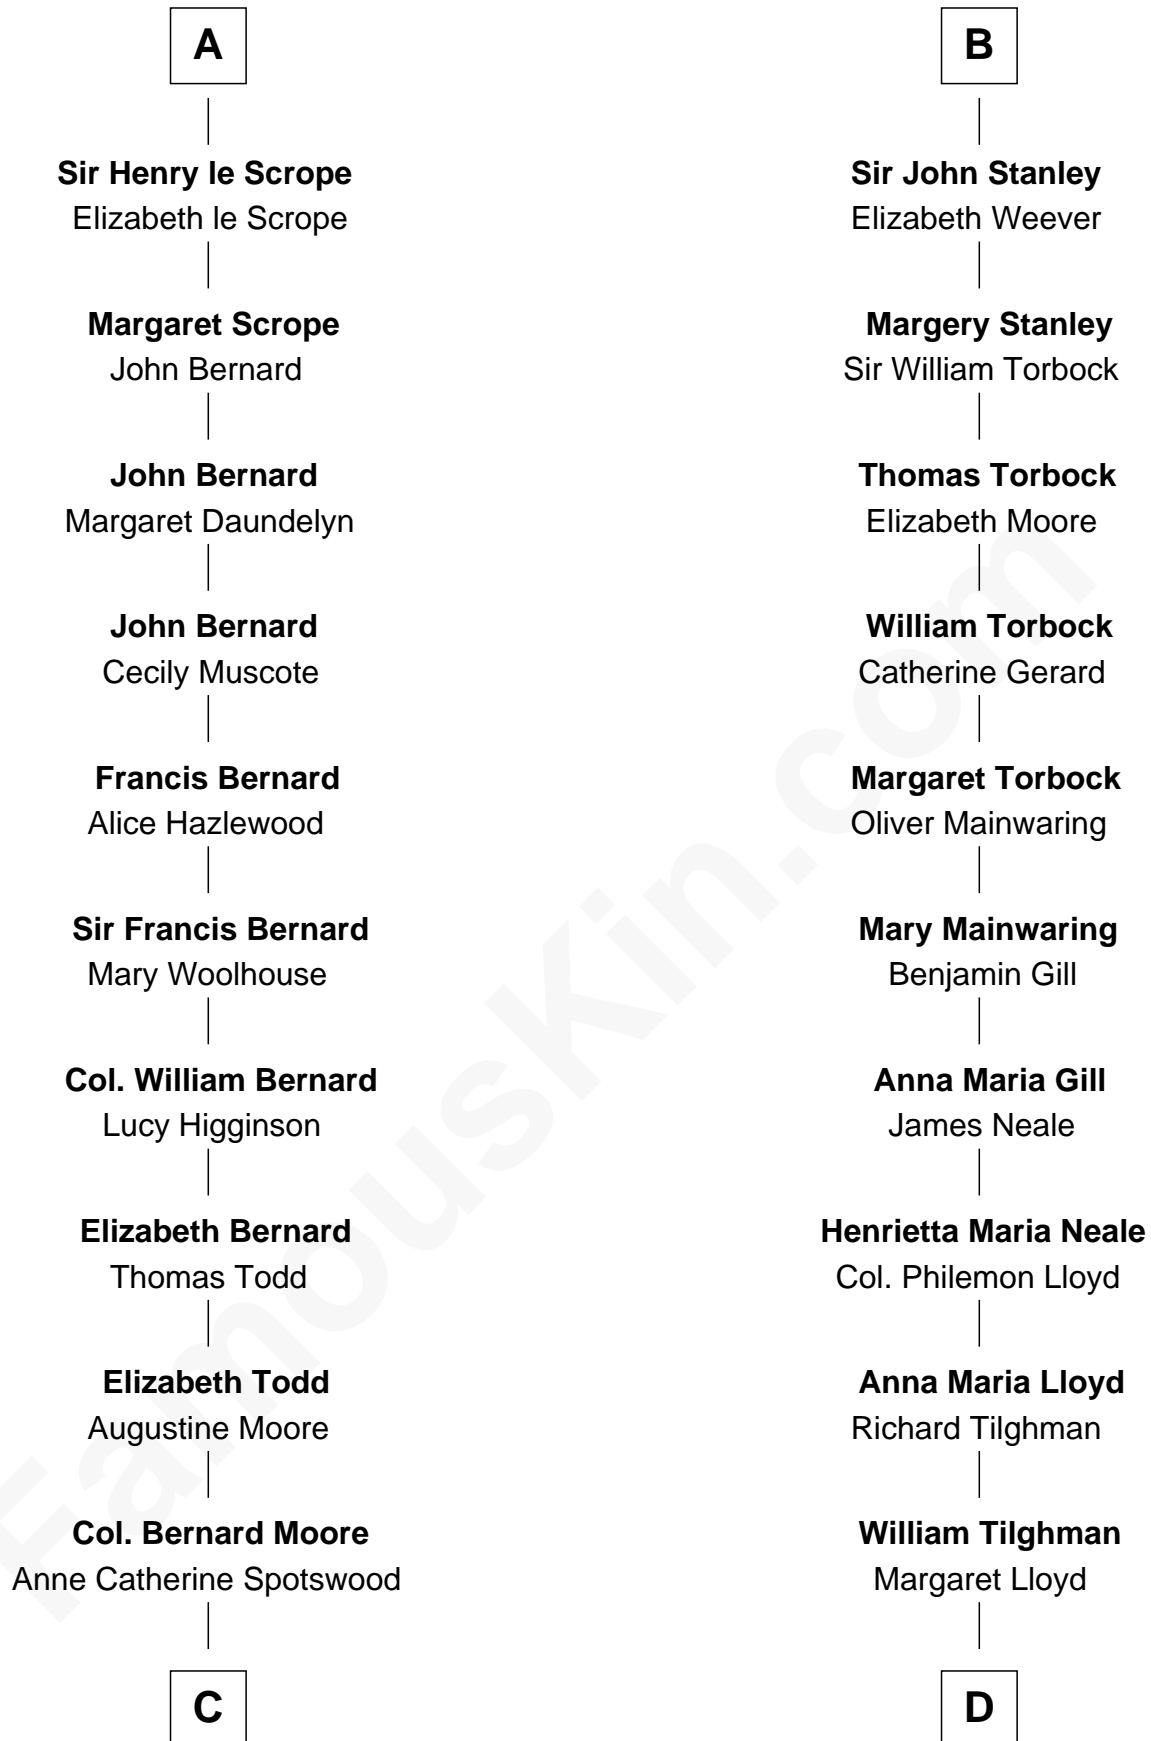 A
Sir Henry le Scrope
Elizabeth le Scrope
Margaret Scrope
John Bernard
John Bernard
Margaret Daundelyn
John Bernard
Cecily Muscote
Francis Bernard
Alice Hazlewood
Sir Francis Bernard
Mary Woolhouse
Col. William Bernard
Lucy Higginson
Elizabeth Bernard
Thomas Todd
Elizabeth Todd
Augustine Moore
Col. Bernard Moore
Anne Catherine Spotswood
C
B
Sir John Stanley
Elizabeth Weever
Margery Stanley
Sir William Torbock
Thomas Torbock
Elizabeth Moore
William Torbock
Catherine Gerard
Margaret Torbock
Oliver Mainwaring
Mary Mainwaring
Benjamin Gill
Anna Maria Gill
James Neale
Henrietta Maria Neale
Col. Philemon Lloyd
Anna Maria Lloyd
Richard Tilghman
William Tilghman
Margaret Lloyd
D
FamousKin.com